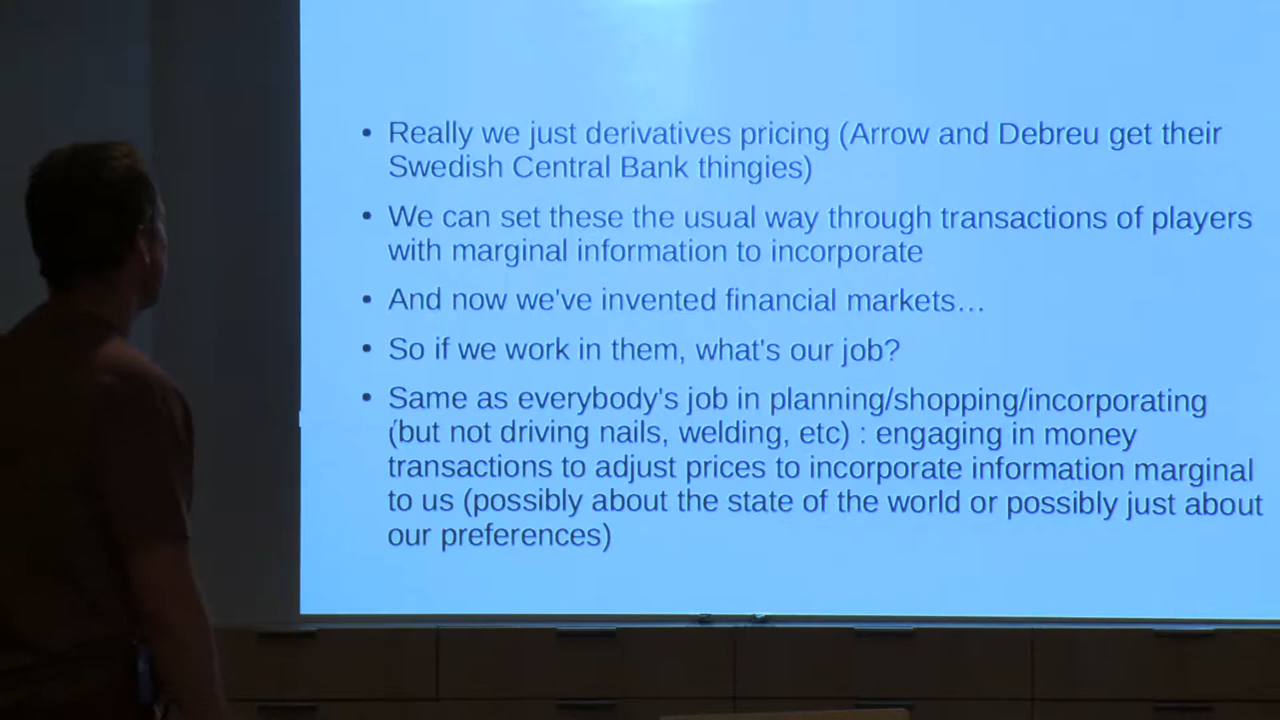 • Really we just derivatives pricing (Arrow and Debreu get their
Swedish Central Bank thingies)
• We can set these the usual way through transactions of players
with marginal information to incorporate
• And now we've invented financial markets…
• So if we work in them, what's our job?
• Same as everybody's job in planning/shopping/incorporating
(but not driving nails, welding, etc) : engaging in money
transactions to adjust prices to incorporate information marginal
to us (possibly about the state of the world or possibly just about
our preferences)